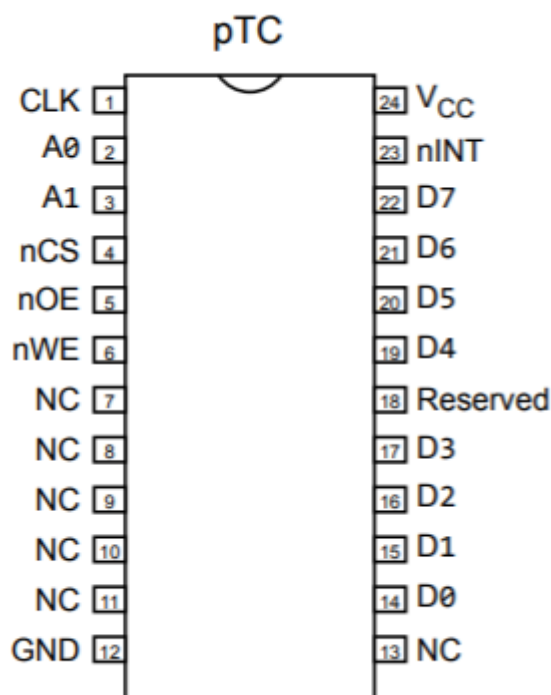 pTC
CLK 1 24 VCC
A0 2 23 nINT
A1 3 22 D7
nCS 4 21 D6
nOE 5 20 D5
nWE 6 19 D4
NC 7 18 Reserved
NC 8 17 D3
NC 9 16 D2
NC 10 15 D1
NC 11 14 D0
GND 12 13 NC